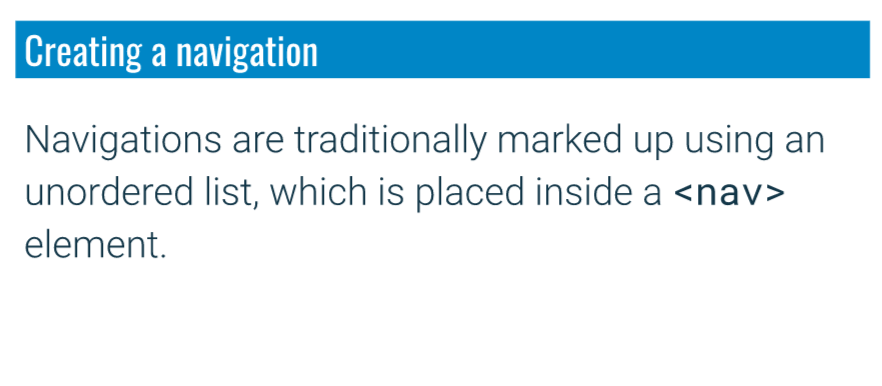 Creating a navigation
Navigations are traditionally marked up using an
unordered list, which is placed inside a <nav>
element.